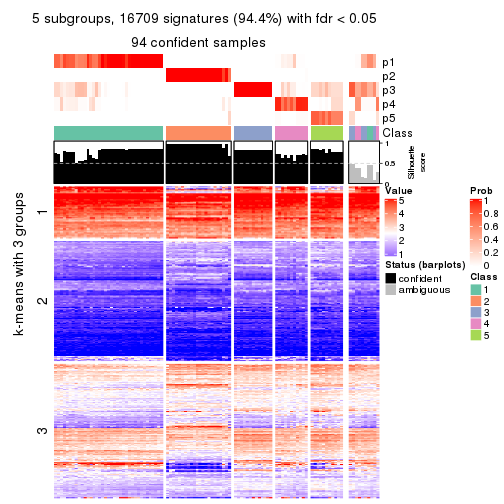 5 subgroups, 16709 signatures (94.4%) with fdr < 0.05
94 confident samples
p1
p2
p3
p4
p5
Class
1
0.5
0
Silhouette
score
k-means with 3 groups
1
2
3
Value
5
4
3
2
1
Status (barplots)
confident
ambiguous
Prob
1
0.8
0.6
0.4
0.2
0
Class
1
2
3
4
5